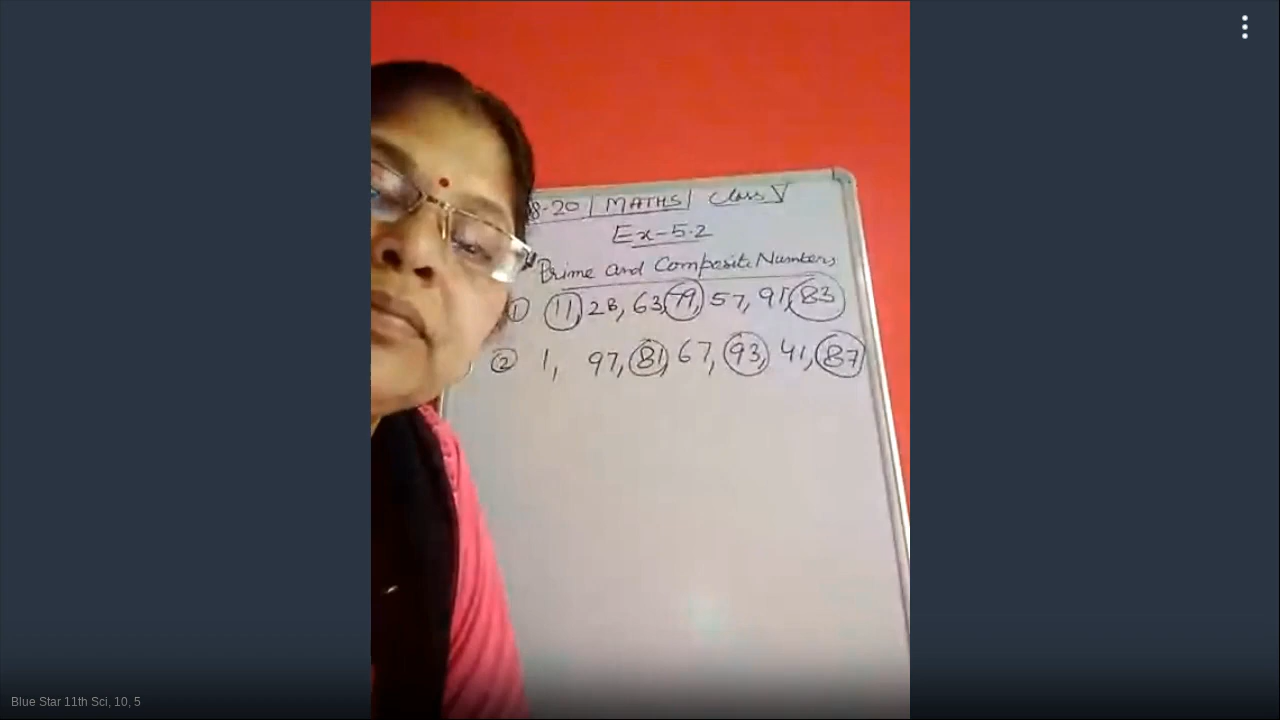 8-20 | MATHS | Class V
Ex-5.2
Prime and Composite Numbers
① 11, 28, 63, 79, 57, 91, 83
② 1, 97, 81, 67, 93, 41, 87
Blue Star 11th Sci, 10, 5